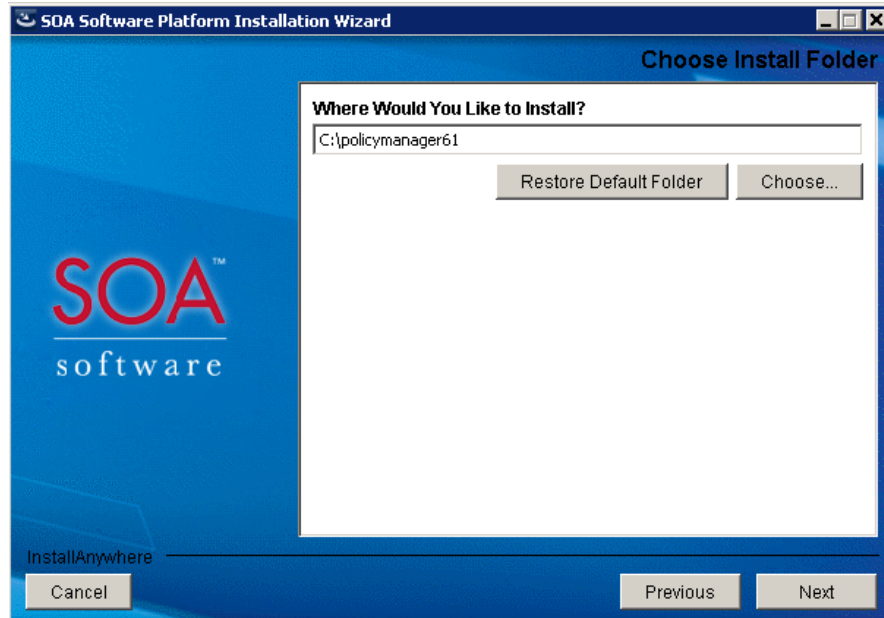 SOA Software Platform Installation Wizard
Choose Install Folder
Where Would You Like to Install?
C:\policymanager61
Restore Default Folder
Choose...
SOA™
software
InstallAnywhere
Cancel
Previous
Next